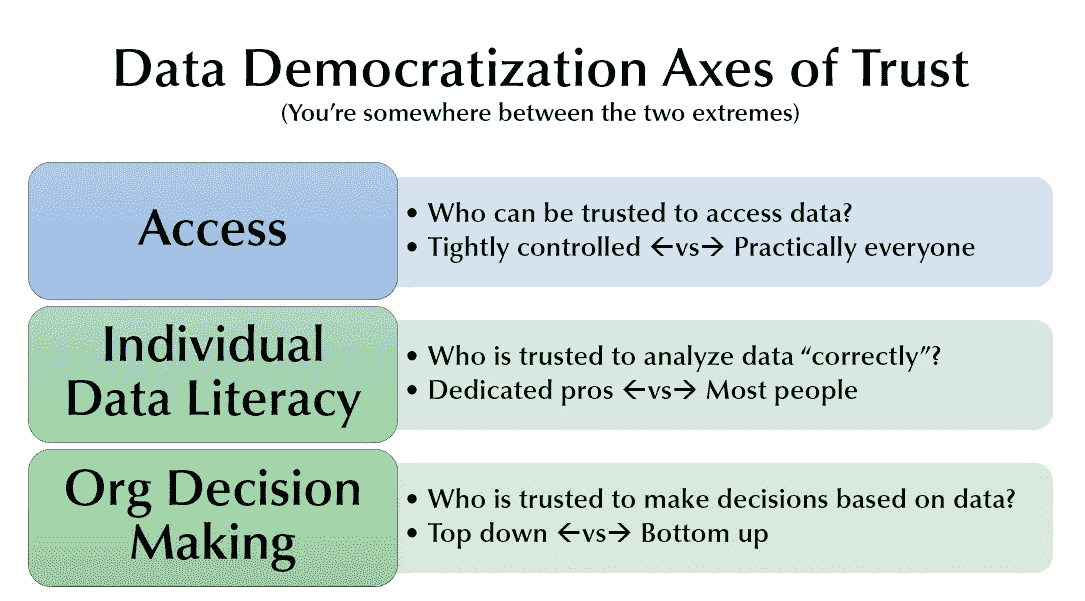 Data Democratization Axes of Trust
(You’re somewhere between the two extremes)
Access
• Who can be trusted to access data?
• Tightly controlled ←vs→ Practically everyone
Individual
Data Literacy
• Who is trusted to analyze data “correctly”?
• Dedicated pros ←vs→ Most people
Org Decision
Making
• Who is trusted to make decisions based on data?
• Top down ←vs→ Bottom up